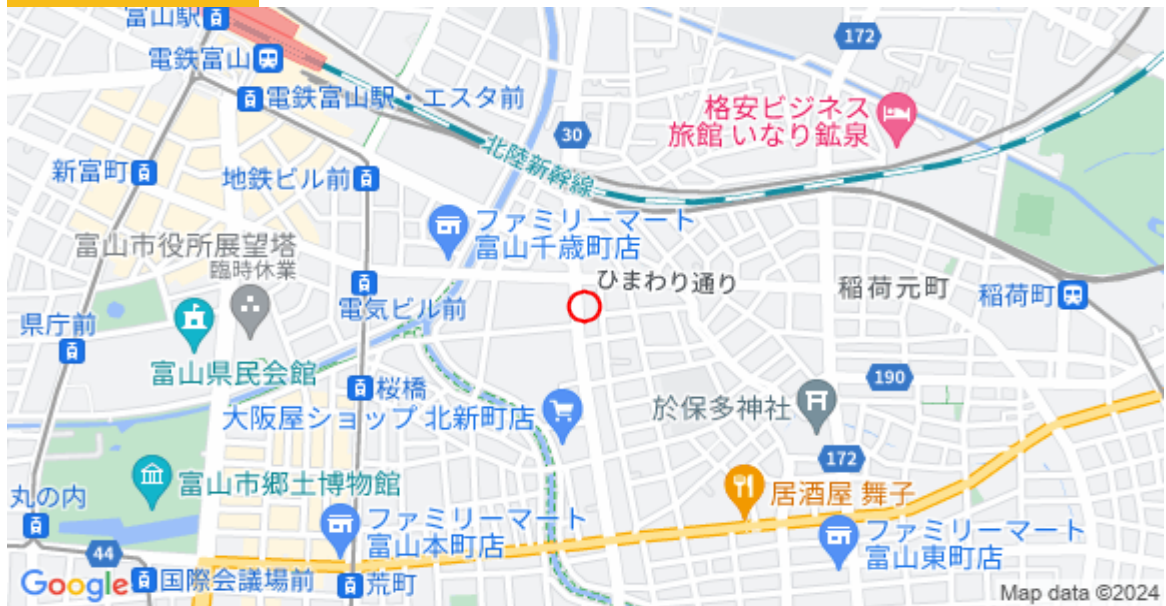 富山駅
電鉄富山
172
電鉄富山駅・エスタ前
格安ビジネス
旅館 いなり鉱泉
30
北陸新幹線
新富町
地鉄ビル前
ファミリーマート
富山千歳町店
富山市役所展望塔
臨時休業
ひまわり通り
稲荷元町
稲荷町
電気ビル前
県庁前
富山県民会館
桜橋
190
大阪屋ショップ 北新町店
於保多神社
172
富山市郷土博物館
居酒屋 舞子
丸の内
ファミリーマート
富山本町店
ファミリーマート
富山東町店
44
Google
国際会議場前
荒町
Map data ©2024